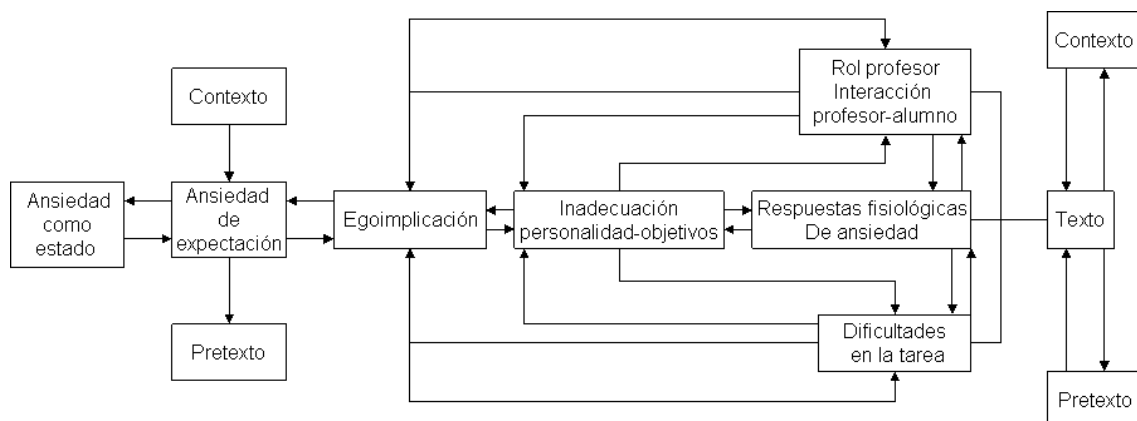 Contexto
Ansiedad
como
estado
Ansiedad
de
expectación
Pretexto
Egoimplicación
Inadecuación
personalidad-objetivos
Rol profesor
Interacción
profesor-alumno
Respuestas fisiológicas
De ansiedad
Dificultades
en la tarea
Contexto
Texto
Pretexto